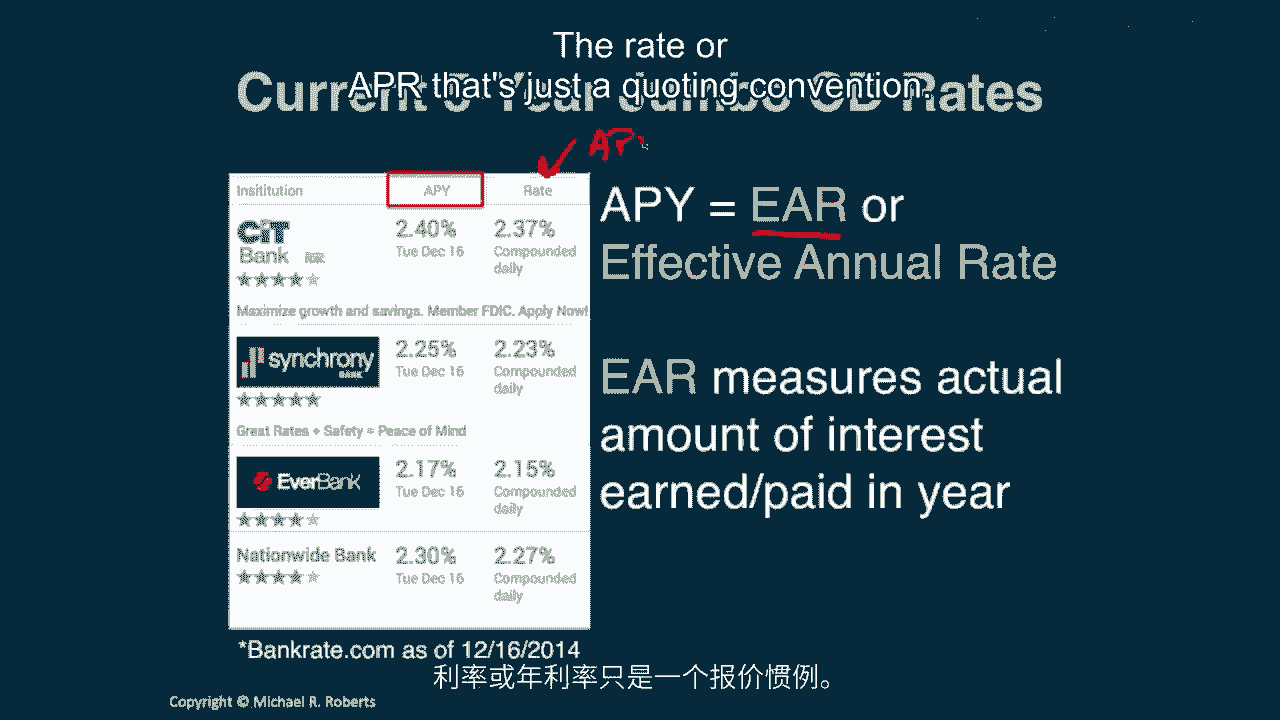 The rate or
APR that's just a quoting convention.
Current 5-Year Jumbo CD Rates
AP
Insititution APY Rate
CiT Bank 2.40% 2.37%
Tue Dec 16 Compounded daily
Maximize growth and savings. Member FDIC. Apply Now!
synchrony BANK 2.25% 2.23%
Tue Dec 16 Compounded daily
Great Rates + Safety = Peace of Mind
EverBank 2.17% 2.15%
Tue Dec 16 Compounded daily
Nationwide Bank 2.30% 2.27%
Tue Dec 16 Compounded daily
APY = EAR or
Effective Annual Rate
EAR measures actual
amount of interest
earned/paid in year
*Bankrate.com as of 12/16/2014
利率或年利率只是一个报价惯例。
Copyright © Michael R. Roberts